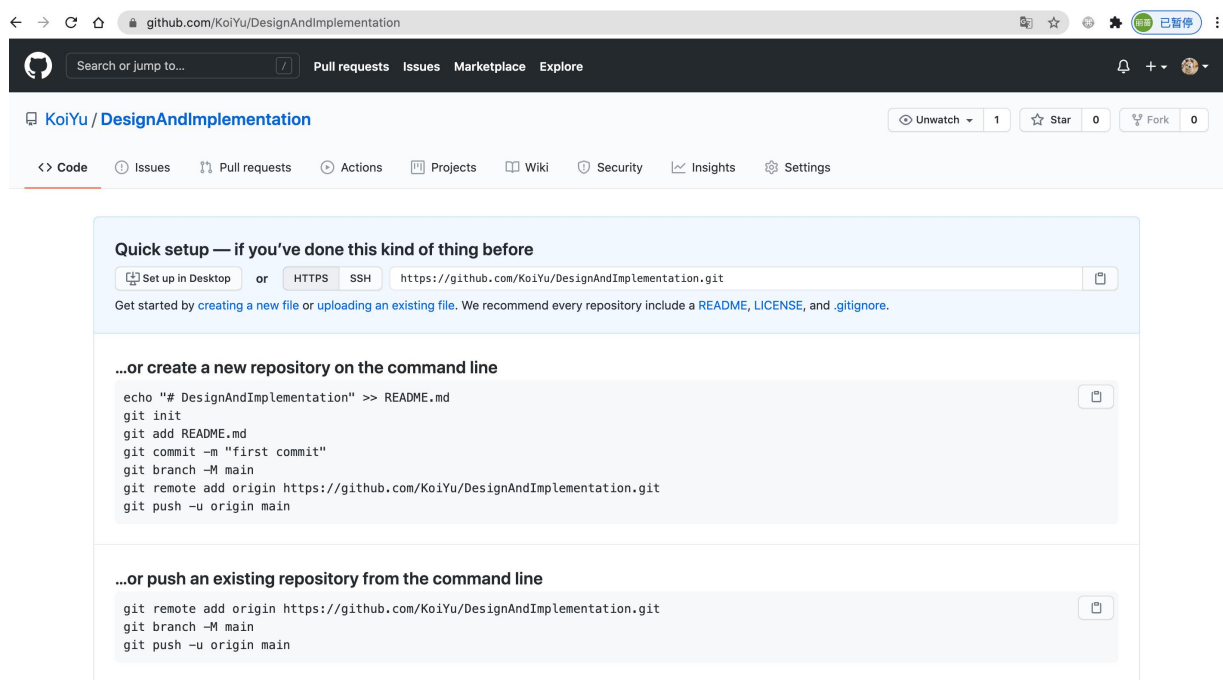 github.com/KoiYu/DesignAndImplementation
已暂停
Search or jump to...
/
Pull requests Issues Marketplace Explore
KoiYu / DesignAndImplementation
Unwatch 1 Star 0 Fork 0
Code Issues Pull requests Actions Projects Wiki Security Insights Settings
Quick setup — if you’ve done this kind of thing before
Set up in Desktop or HTTPS SSH https://github.com/KoiYu/DesignAndImplementation.git
Get started by creating a new file or uploading an existing file. We recommend every repository include a README, LICENSE, and .gitignore.
…or create a new repository on the command line
echo "# DesignAndImplementation" >> README.md
git init
git add README.md
git commit -m "first commit"
git branch -M main
git remote add origin https://github.com/KoiYu/DesignAndImplementation.git
git push -u origin main
…or push an existing repository from the command line
git remote add origin https://github.com/KoiYu/DesignAndImplementation.git
git branch -M main
git push -u origin main